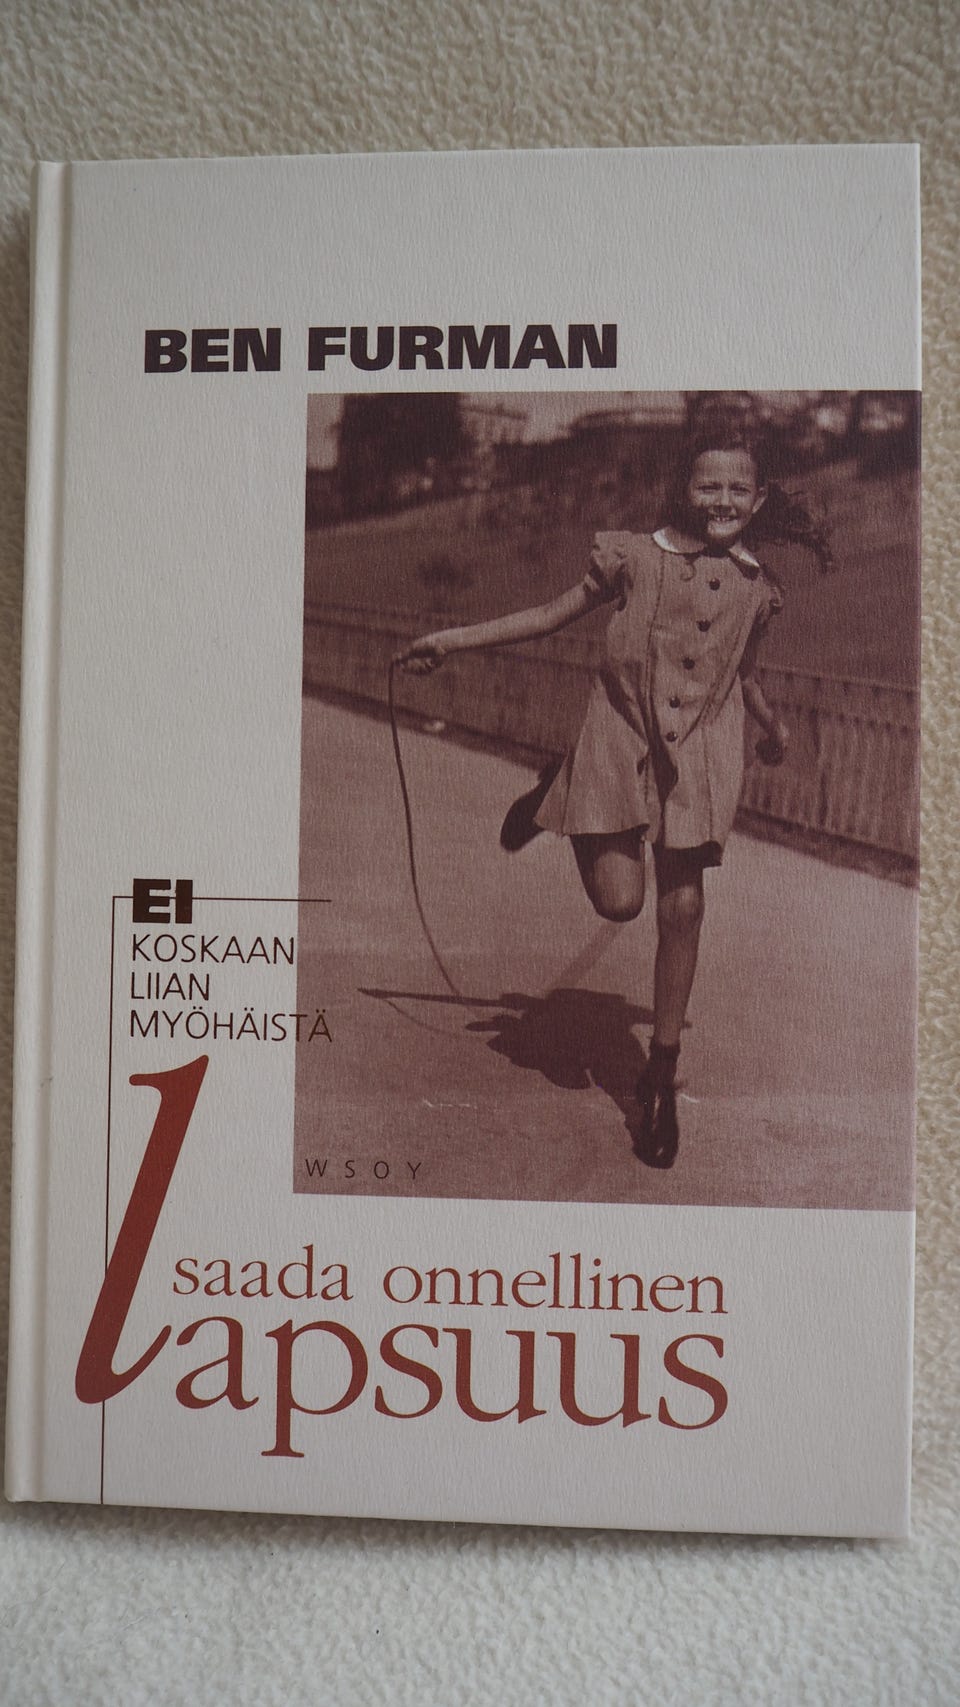 BEN FURMAN
EI
KOSKAAN
LIIAN
MYÖHÄISTÄ
WSOY
saada onnellinen
lapsuus